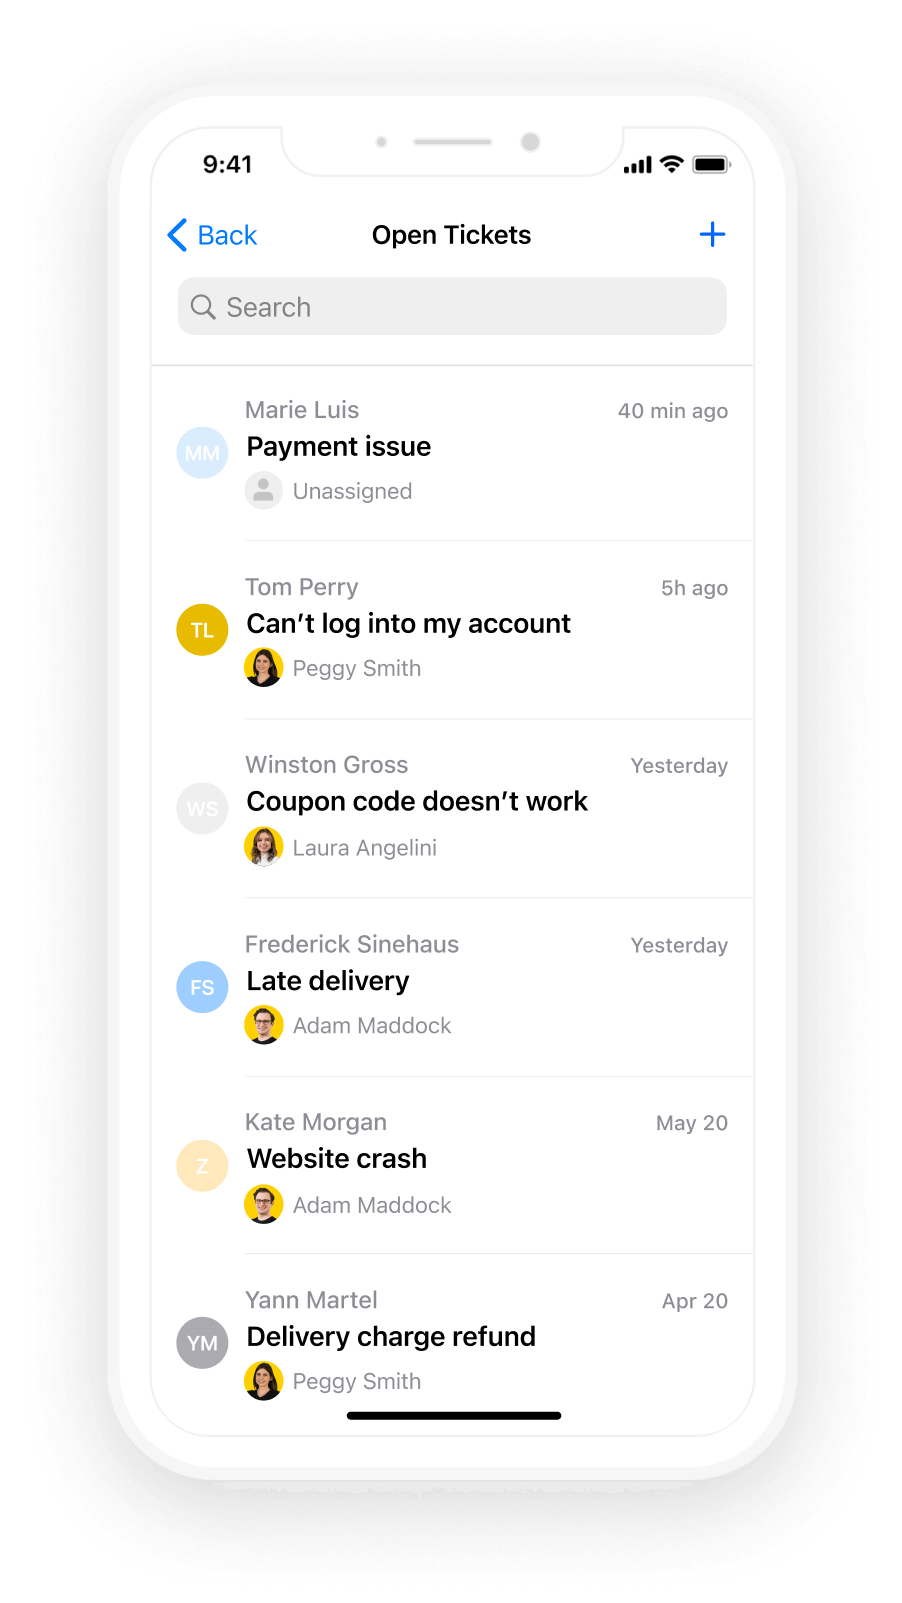 9:41
Back
Open Tickets
Search
Marie Luis
40 min ago
MM
Payment issue
Unassigned
Tom Perry
5h ago
TL
Can’t log into my account
Peggy Smith
Winston Gross
Yesterday
WS
Coupon code doesn’t work
Laura Angelini
Frederick Sinehaus
Yesterday
FS
Late delivery
Adam Maddock
Kate Morgan
May 20
Z
Website crash
Adam Maddock
Yann Martel
Apr 20
YM
Delivery charge refund
Peggy Smith